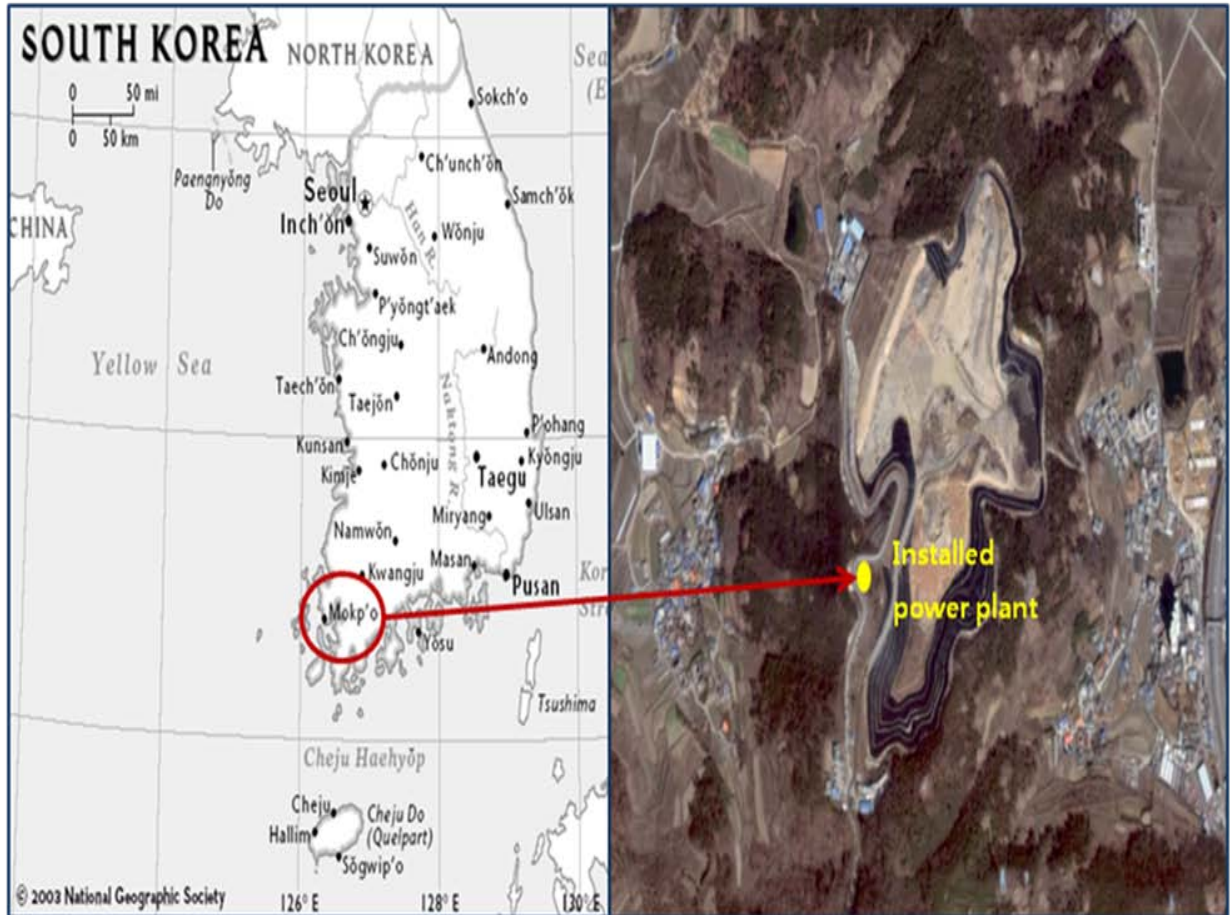 SOUTH KOREA
NORTH KOREA
Sea
(E
0 50 mi
0 50 km
Sokch'o
Paengnyŏng
Do
Ch'unch'ŏn
Seoul
Samch'ŏk
CHINA
Inch'ŏn
Han R.
Wŏnju
Suwŏn
P'yŏngt'aek
Ch'ŏngju
Andong
Yellow Sea
Taech'ŏn
Taejŏn
Naktong R.
P'ohang
Kunsan
Chŏnju
Kyŏngju
Kimje
Taegu
Ulsan
Miryang
Namwŏn
Masan
Kwangju
Kor
Pusan
Installed
power plant
Mokp'o
Stre
Yŏsu
Tsushima
Cheju Haehyŏp
Cheju
Cheju Do
Hallim
(Quelpart)
Sŏgwip'o
© 2003 National Geographic Society
126° E
128° E
130° E